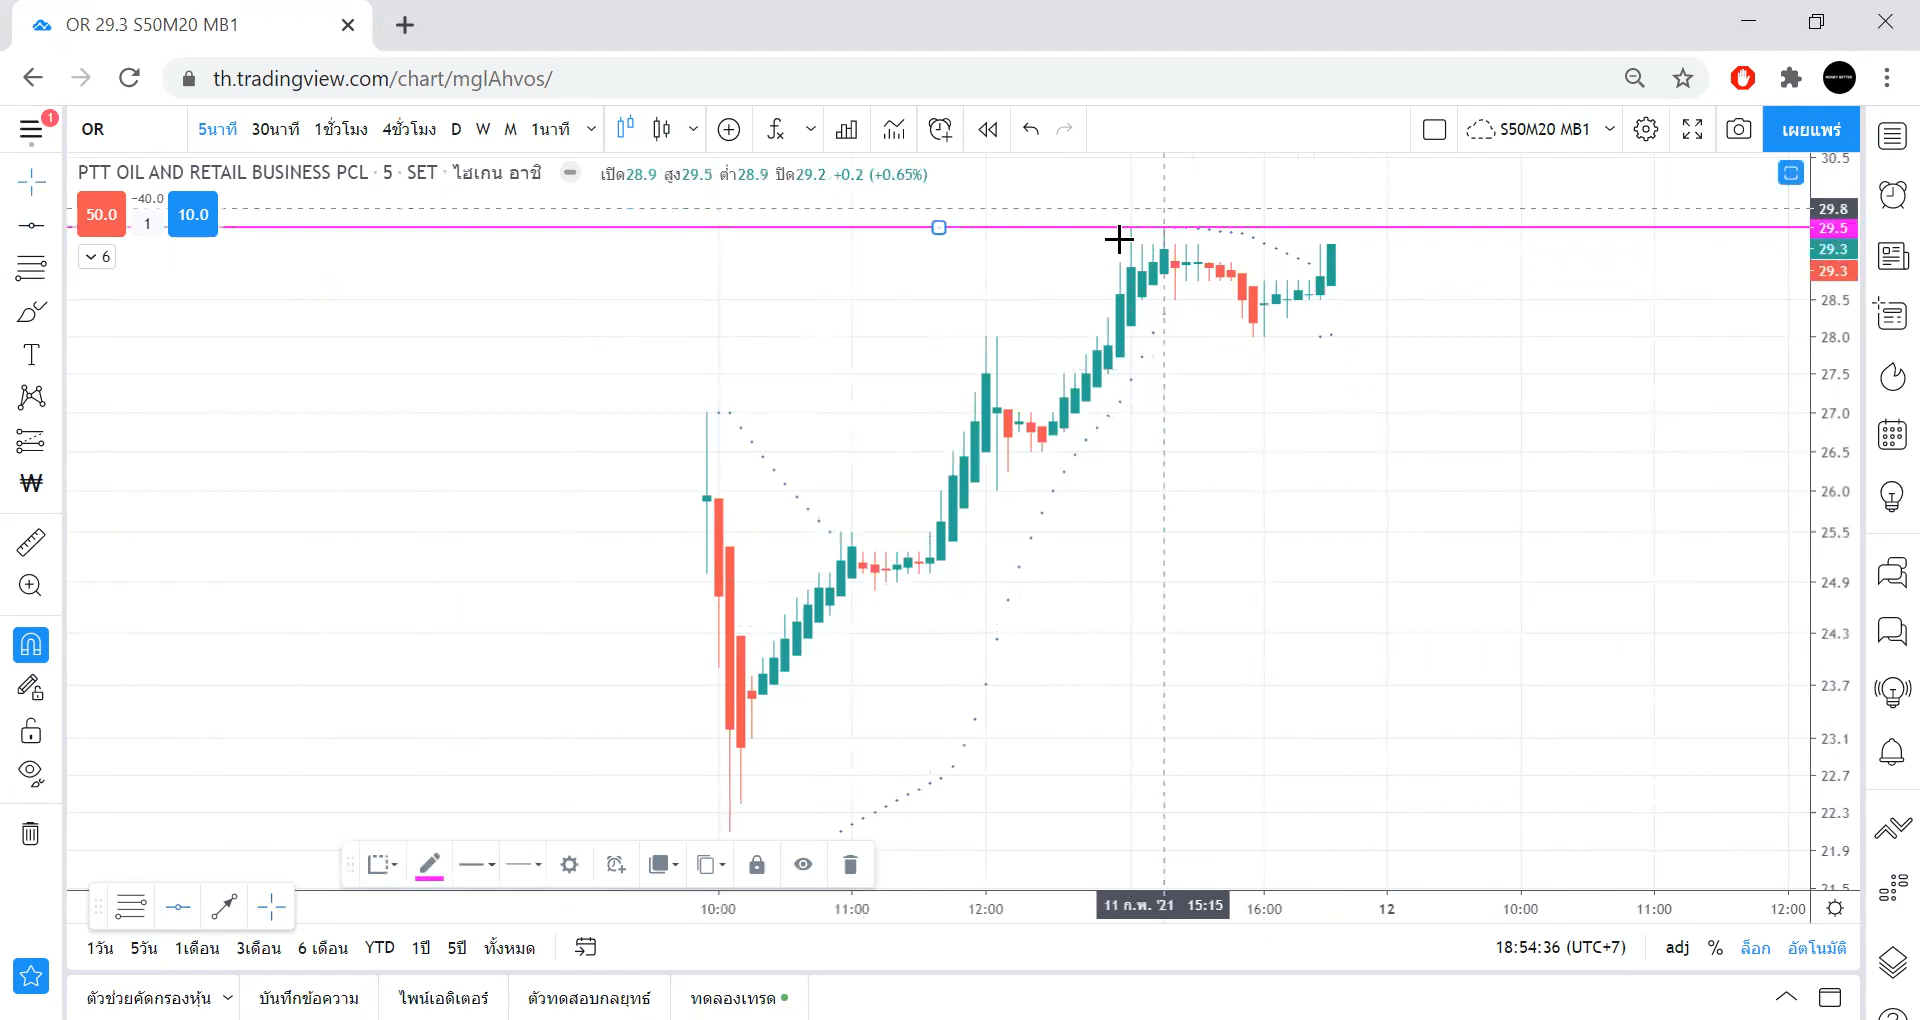 OR 29.3 S50M20 MB1
th.tradingview.com/chart/mglAhvos/
1
OR 5นาที 30นาที 1ชั่วโมง 4ชั่วโมง D W M 1นาที S50M20 MB1 เผยแพร่
PTT OIL AND RETAIL BUSINESS PCL · 5 · SET · ไฮเกน อาชิ เปิด28.9 สูง29.5 ต่ำ28.9 ปิด29.2 +0.2 (+0.65%)
50.0 -40.0 1 10.0
6
30.5
29.8
29.5
29.3
29.3
28.5
28.0
27.5
27.0
26.5
26.0
25.5
24.9
24.3
23.7
23.1
22.7
22.3
21.9
21.5
10:00 11:00 12:00 11 ก.พ. '21 15:15 16:00 12 10:00 11:00 12:00
1วัน 5วัน 1เดือน 3เดือน 6 เดือน YTD 1ปี 5ปี ทั้งหมด 18:54:36 (UTC+7) adj % ล็อก อัตโนมัติ
ตัวช่วยคัดกรองหุ้น บันทึกข้อความ ไพน์เอดิเตอร์ ตัวทดสอบกลยุทธ์ ทดลองเทรด